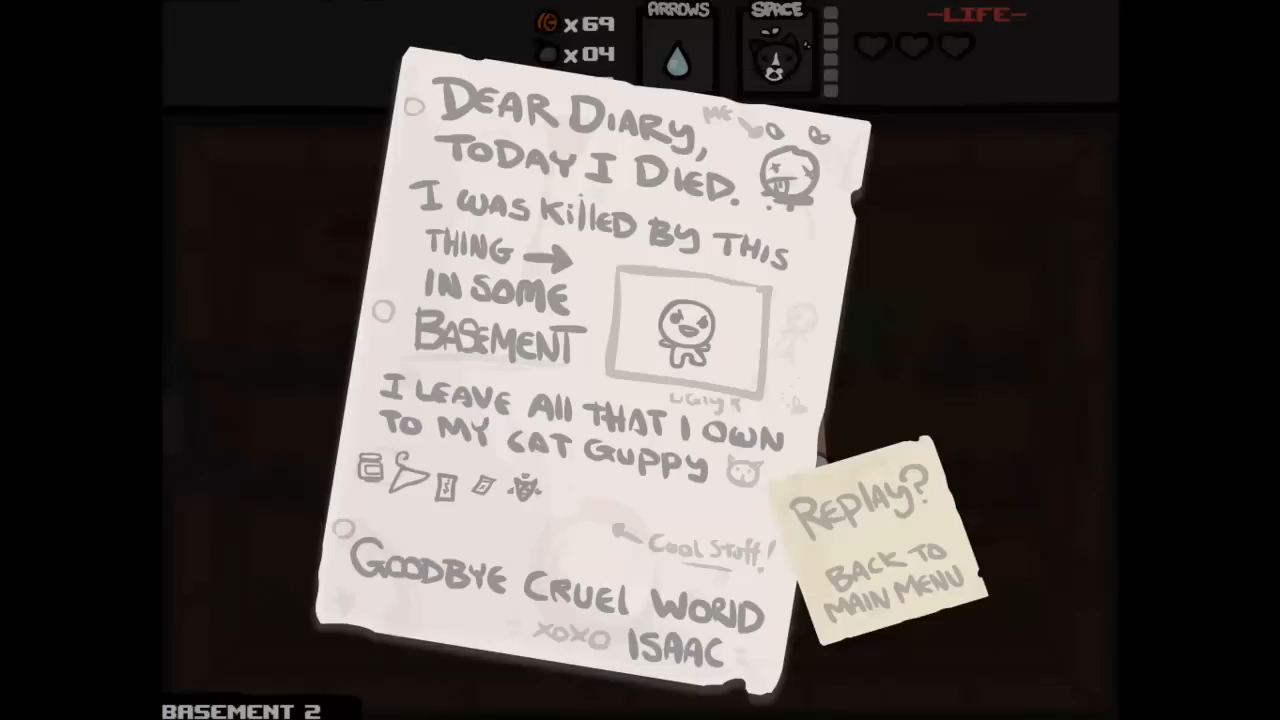 ARROWS
SPACE
-LIFE-
x69
x04
DEAR DIARY,
ME
TODAY I DIED.
I WAS KillED BY THIS
THING →
IN SOME
BASEMENT
UGly
I LEAVE All THAT I OWN
TO MY CAT GUPPY
Cool Stuff!
GOODBYE CRUEl WORlD
XOXO ISAAC
REPlAY?
BACK TO
MAIN MENU
BASEMENT 2